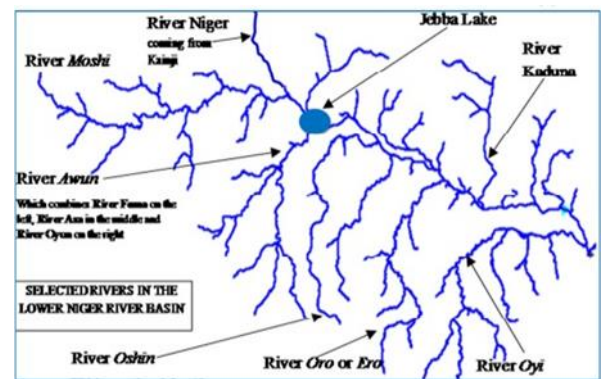 River Niger
coming from
Kainji
Jebba Lake
River Moshi
River
Kaduna
River Awun
Which combines River Fuma on the
left, River Asa in the middle and
River Oyun on the right
SELECTED RIVERS IN THE
LOWER NIGER RIVER BASIN
River Oshin
River Oro or Ero
River Oyi